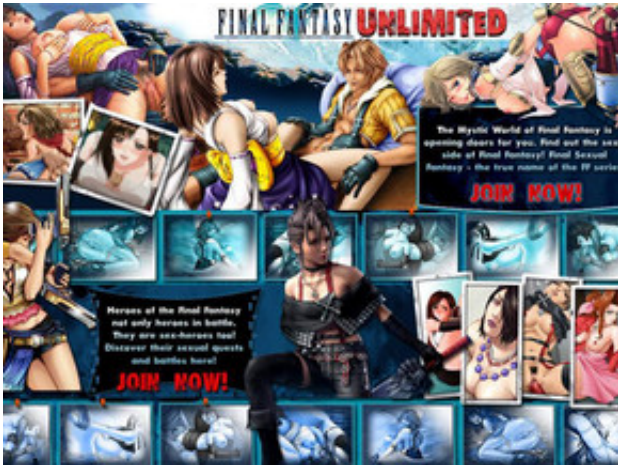 FINAL FANTASY UNLIMITED
The Mystic World of Final Fantasy is
opening doors for you. Find out the
side of Final Fantasy! Final Sexual
Fantasy - the true name of the FF
JOIN NOW!
Heroes of the Final Fantasy
not only heroes in battle.
They are sex-heroes too!
Discover their sexual quests
and battles here!
JOIN NOW!